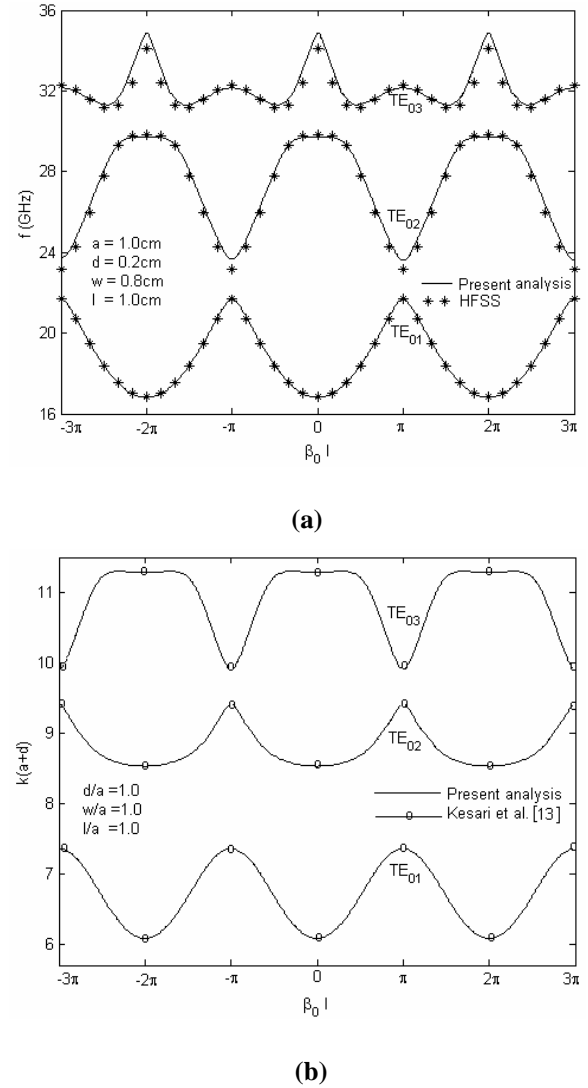 36
32
28
24
20
16
f (GHz)
TE03
TE02
a = 1.0cm
d = 0.2cm
w = 0.8cm
l = 1.0cm
Present analysis
HFSS
TE01
-3π -2π -π 0 π 2π 3π
β0 l
(a)
11
10
9
8
7
6
k(a+d)
TE03
TE02
d/a=1.0
w/a=1.0
l/a =1.0
Present analysis
Kesari et al. [13]
TE01
-3π -2π -π 0 π 2π 3π
β0 l
(b)